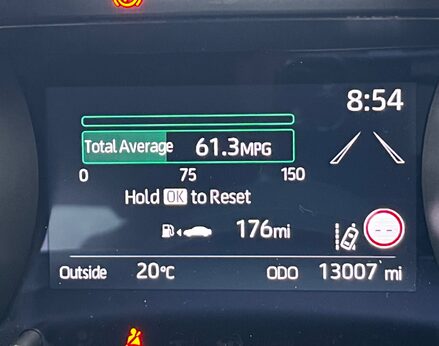 8:54
Total Average 61.3MPG
0 75 150
Hold OK to Reset
176mi
Outside 20°C ODO 13007 mi